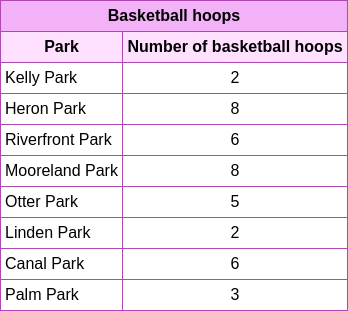 Basketball hoops
Park Number of basketball hoops
Kelly Park 2
Heron Park 8
Riverfront Park 6
Mooreland Park 8
Otter Park 5
Linden Park 2
Canal Park 6
Palm Park 3